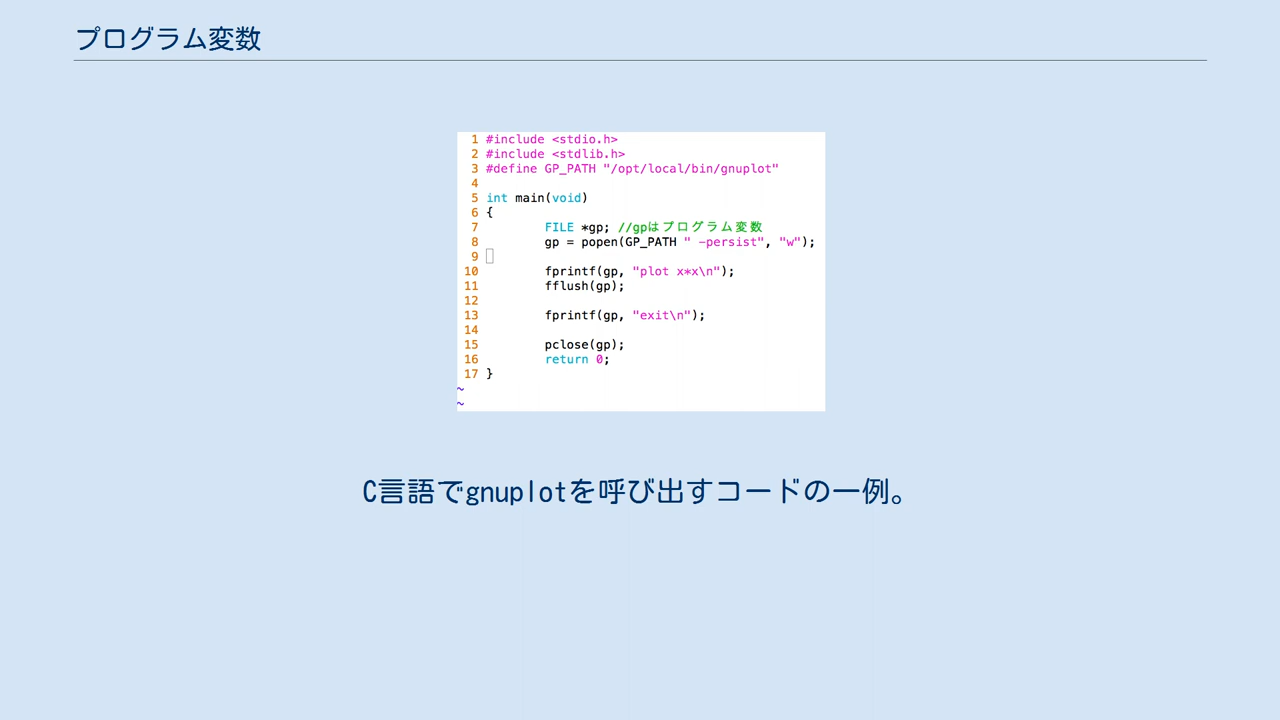 プログラム変数
1 #include <stdio.h>
2 #include <stdlib.h>
3 #define GP_PATH "/opt/local/bin/gnuplot"
4
5 int main(void)
6 {
7         FILE *gp; //gpはプログラム変数
8         gp = popen(GP_PATH " -persist", "w");
9
10         fprintf(gp, "plot x*x\n");
11         fflush(gp);
12
13         fprintf(gp, "exit\n");
14
15         pclose(gp);
16         return 0;
17 }
~
~
C言語でgnuplotを呼び出すコードの一例。